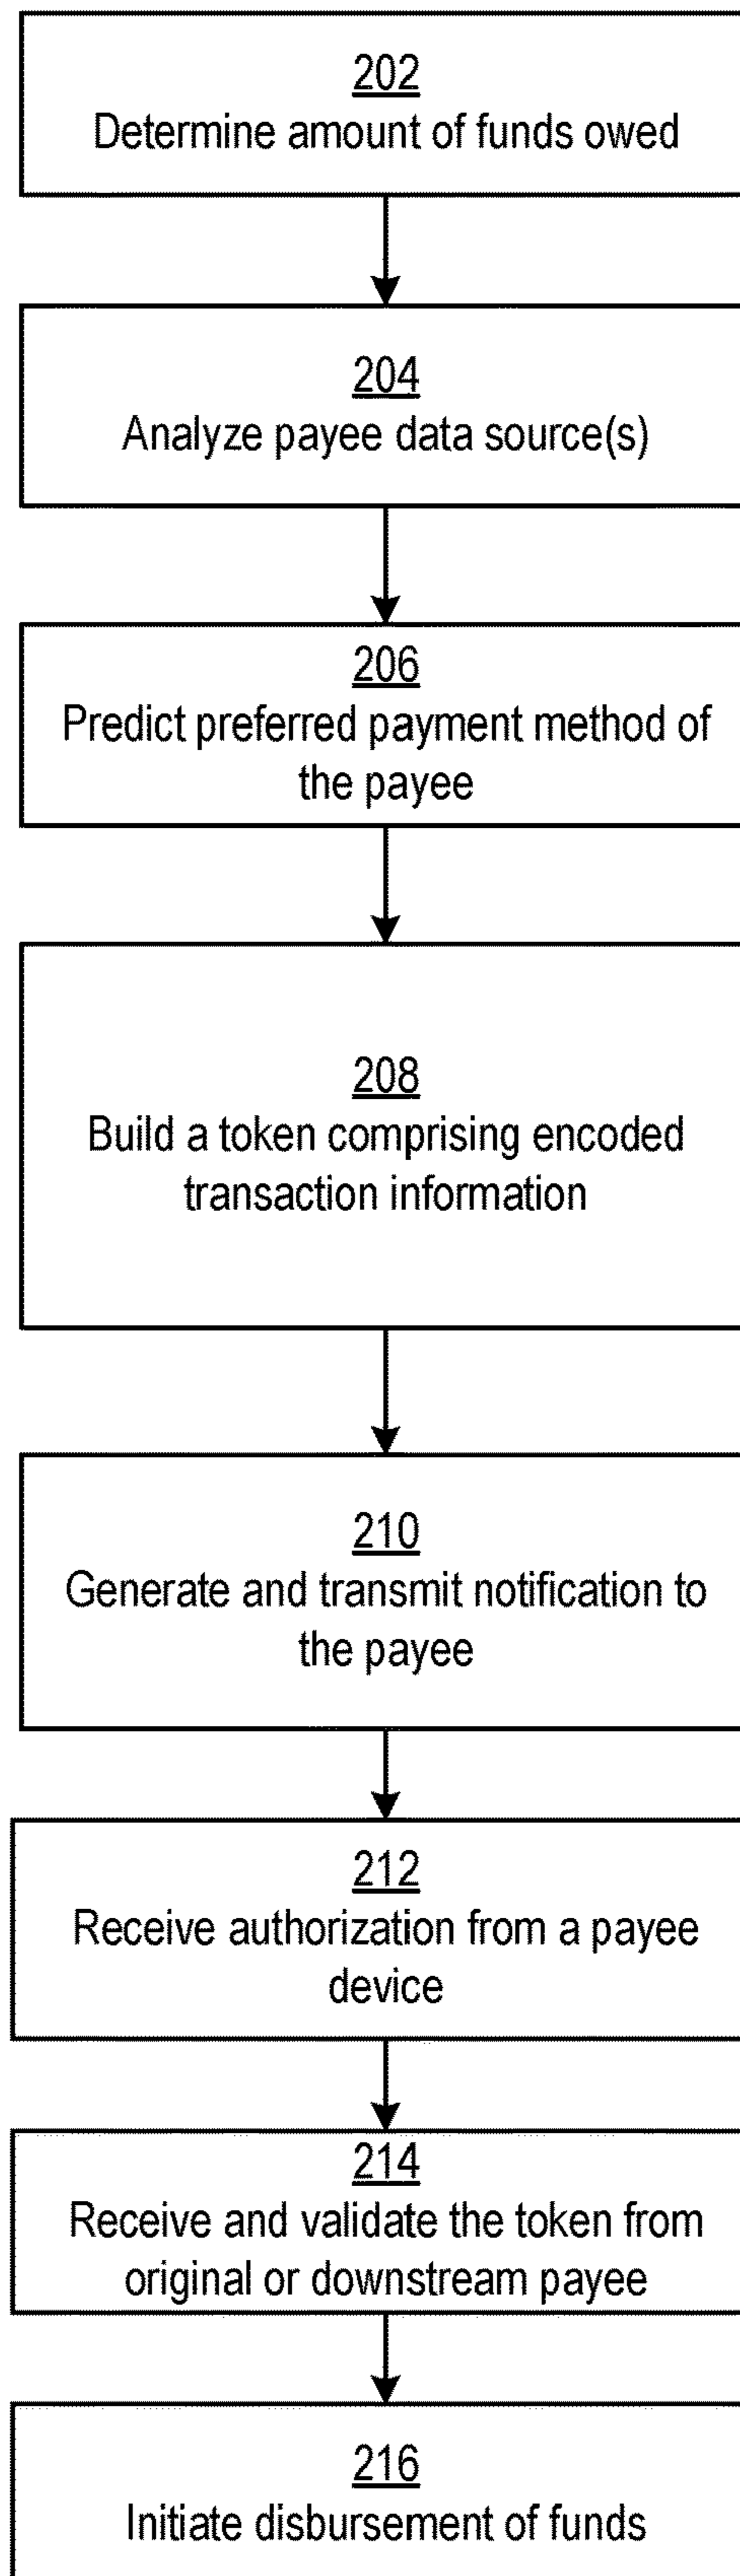 202
Determine amount of funds owed
204
Analyze payee data source(s)
206
Predict preferred payment method of
the payee
208
Build a token comprising encoded
transaction information
210
Generate and transmit notification to
the payee
212
Receive authorization from a payee
device
214
Receive and validate the token from
original or downstream payee
216
Initiate disbursement of funds